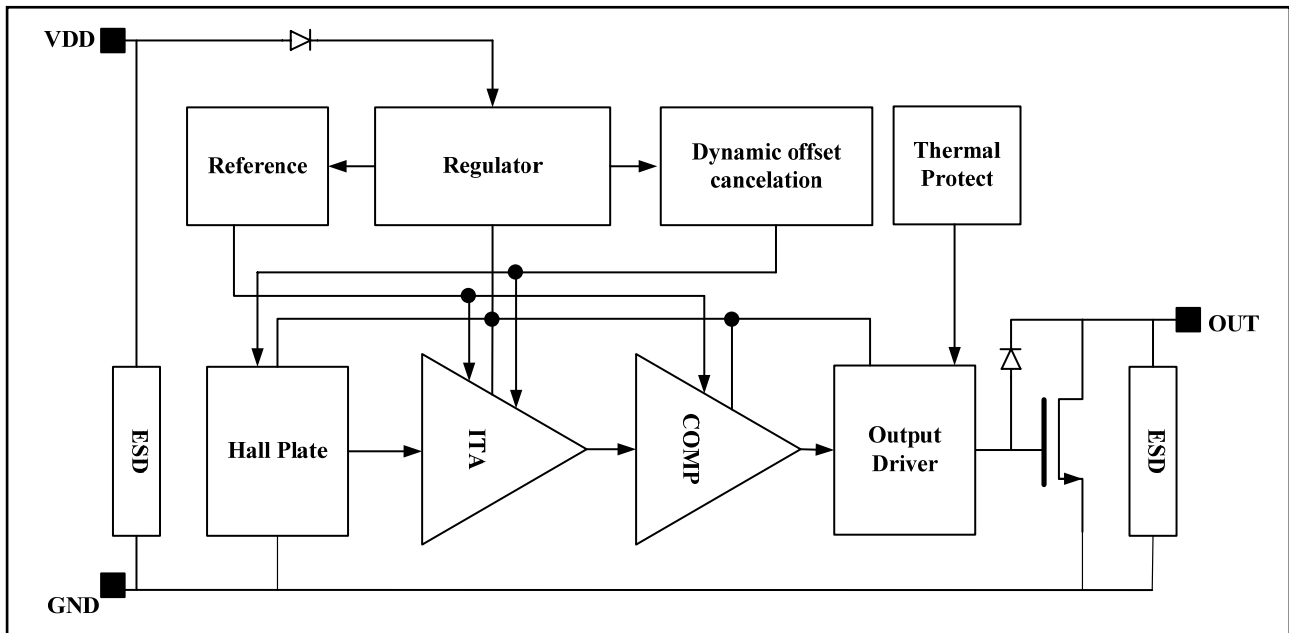 VDD
Reference
Regulator
Dynamic offset
cancelation
Thermal
Protect
OUT
ESD
Hall Plate
ITA
COMP
Output
Driver
ESD
GND